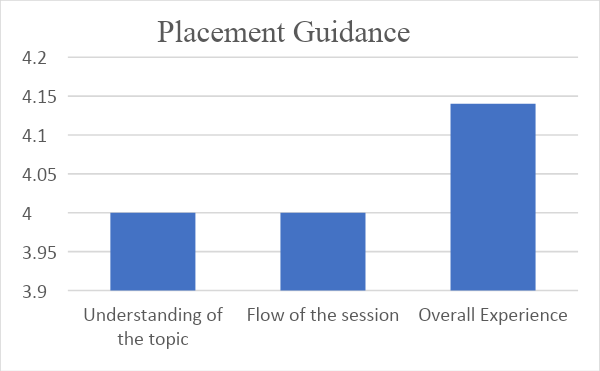 Placement Guidance
4.2
4.15
4.1
4.05
4
3.95
3.9
Understanding of
the topic
Flow of the session
Overall Experience